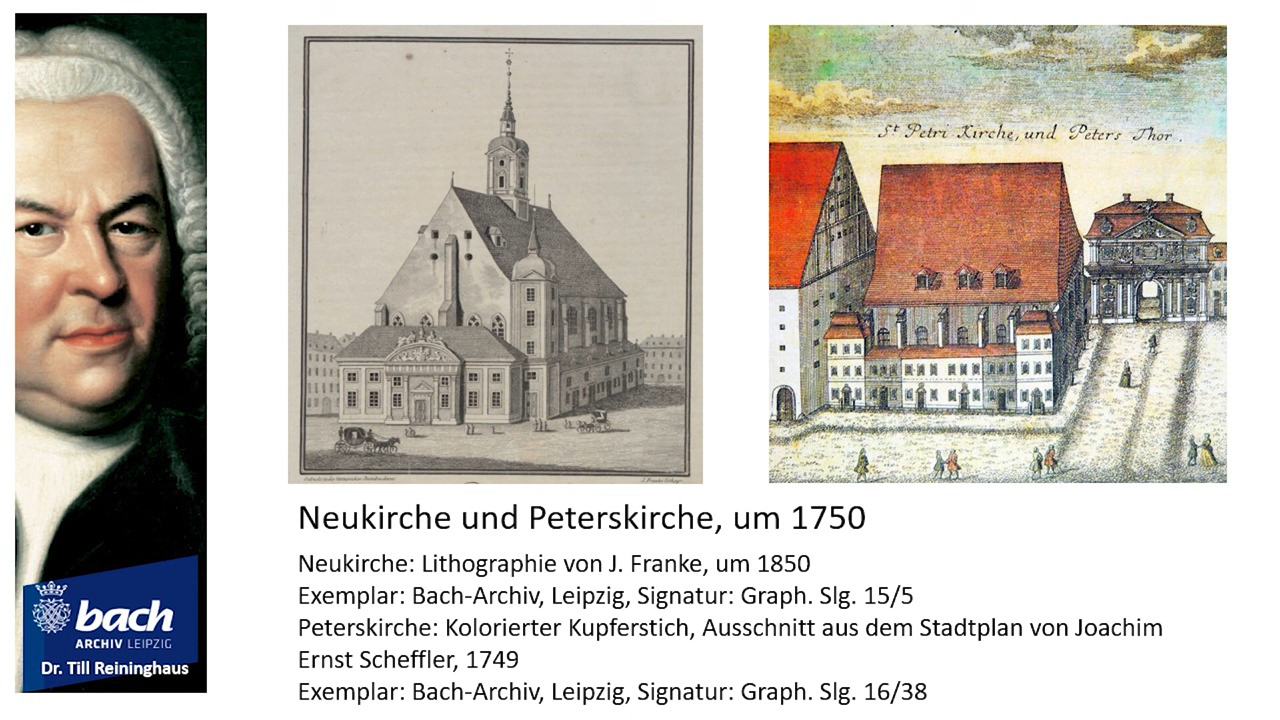 St Petri Kirche, und Peters Thor.
Neukirche und Peterskirche, um 1750
Neukirche: Lithographie von J. Franke, um 1850
Exemplar: Bach-Archiv, Leipzig, Signatur: Graph. Slg. 15/5
Peterskirche: Kolorierter Kupferstich, Ausschnitt aus dem Stadtplan von Joachim
Ernst Scheffler, 1749
Exemplar: Bach-Archiv, Leipzig, Signatur: Graph. Slg. 16/38
bach
ARCHIV LEIPZIG
Dr. Till Reininghaus